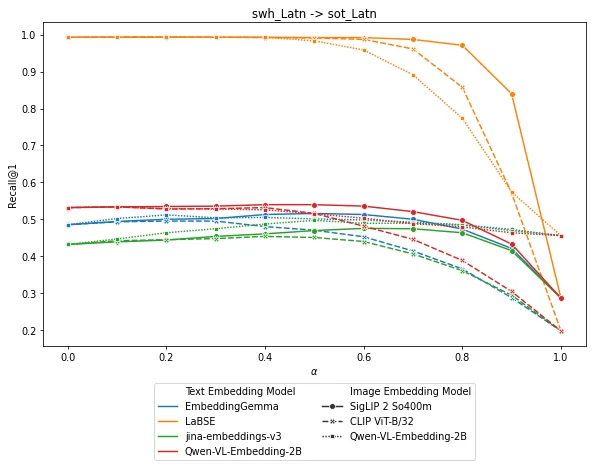 swh_Latn -> sot_Latn
Recall@1
1.0
0.9
0.8
0.7
0.6
0.5
0.4
0.3
0.2
0.0 0.2 0.4 0.6 0.8 1.0
α
Text Embedding Model Image Embedding Model
EmbeddingGemma SigLIP 2 So400m
LaBSE CLIP ViT-B/32
jina-embeddings-v3 Qwen-VL-Embedding-2B
Qwen-VL-Embedding-2B